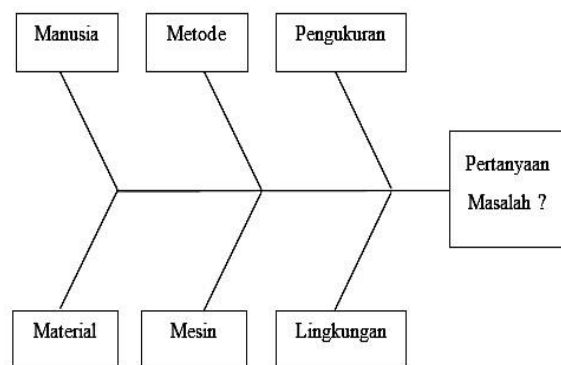 Manusia
Metode
Pengukuran
Pertanyaan
Masalah ?
Material
Mesin
Lingkungan